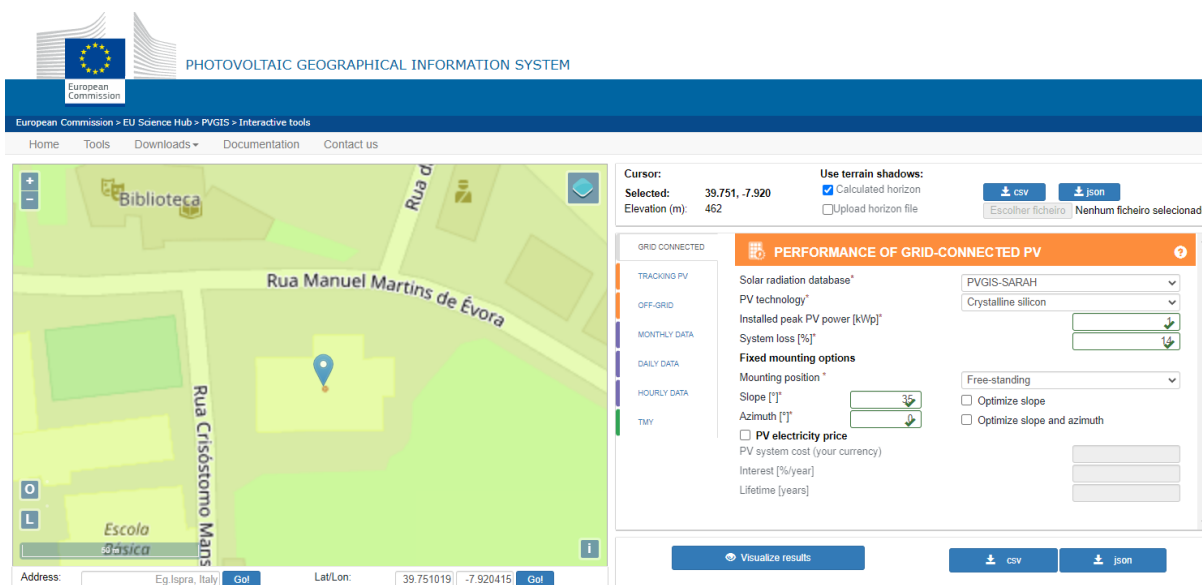 European
Commission
PHOTOVOLTAIC GEOGRAPHICAL INFORMATION SYSTEM
European Commission > EU Science Hub > PVGIS > Interactive tools
Home Tools Downloads Documentation Contact us
+
−
Biblioteca
Rua d
Rua Manuel Martins de Évora
Rua Crisóstomo Mans
O
L
Escola
Básica
i
Address: Eg.Ispra, Italy Go! Lat/Lon: 39.751019 -7.920415 Go!
Cursor:
Selected: 39.751, -7.920
Elevation (m): 462
Use terrain shadows:
Calculated horizon
Upload horizon file
csv json
Escolher ficheiro Nenhum ficheiro selecionad
GRID CONNECTED
TRACKING PV
OFF-GRID
MONTHLY DATA
DAILY DATA
HOURLY DATA
TMY
PERFORMANCE OF GRID-CONNECTED PV ?
Solar radiation database* PVGIS-SARAH
PV technology* Crystalline silicon
Installed peak PV power [kWp]* 1
System loss [%]* 14
Fixed mounting options
Mounting position * Free-standing
Slope [°]* 35 Optimize slope
Azimuth [°]* 0 Optimize slope and azimuth
PV electricity price
PV system cost (your currency)
Interest [%/year]
Lifetime [years]
Visualize results csv json